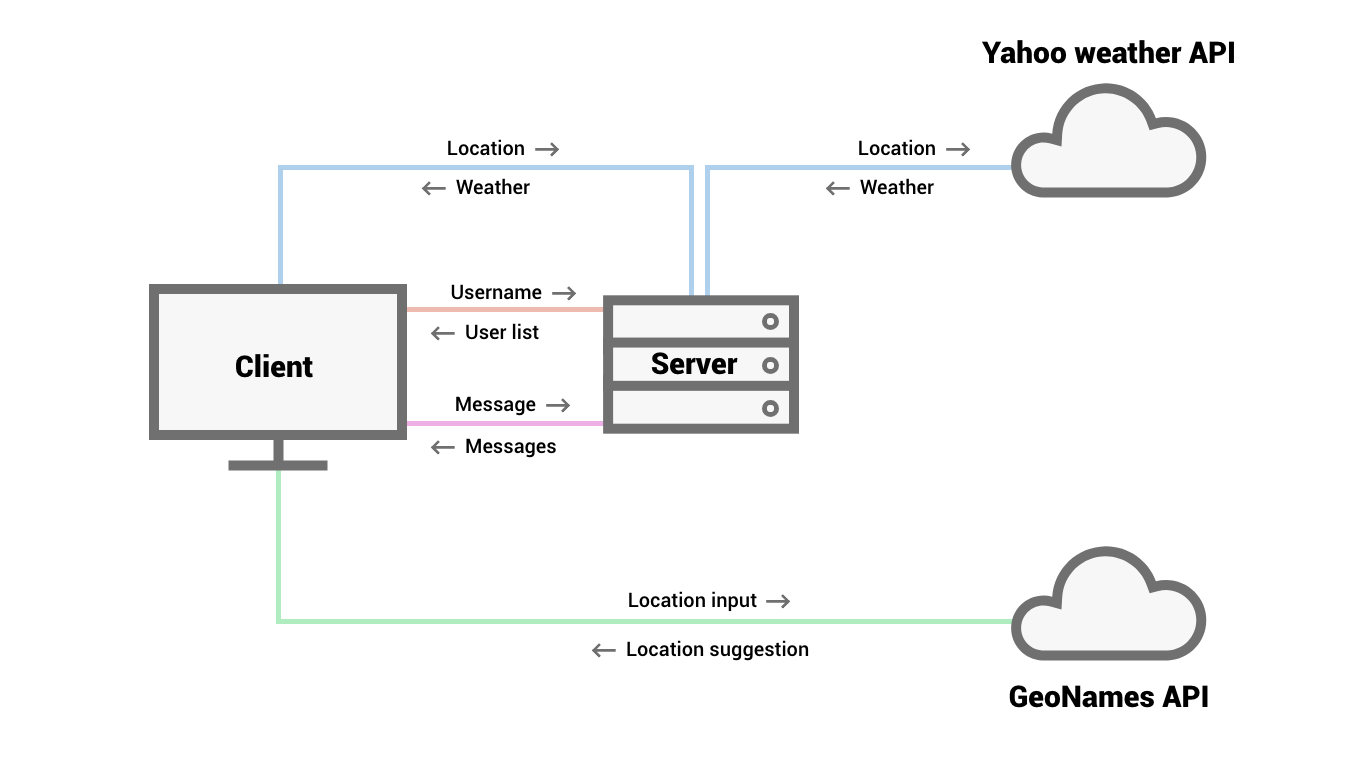 Yahoo weather API
Location →
← Weather
Location →
← Weather
Username →
← User list
Client
Server
Message →
← Messages
Location input →
← Location suggestion
GeoNames API